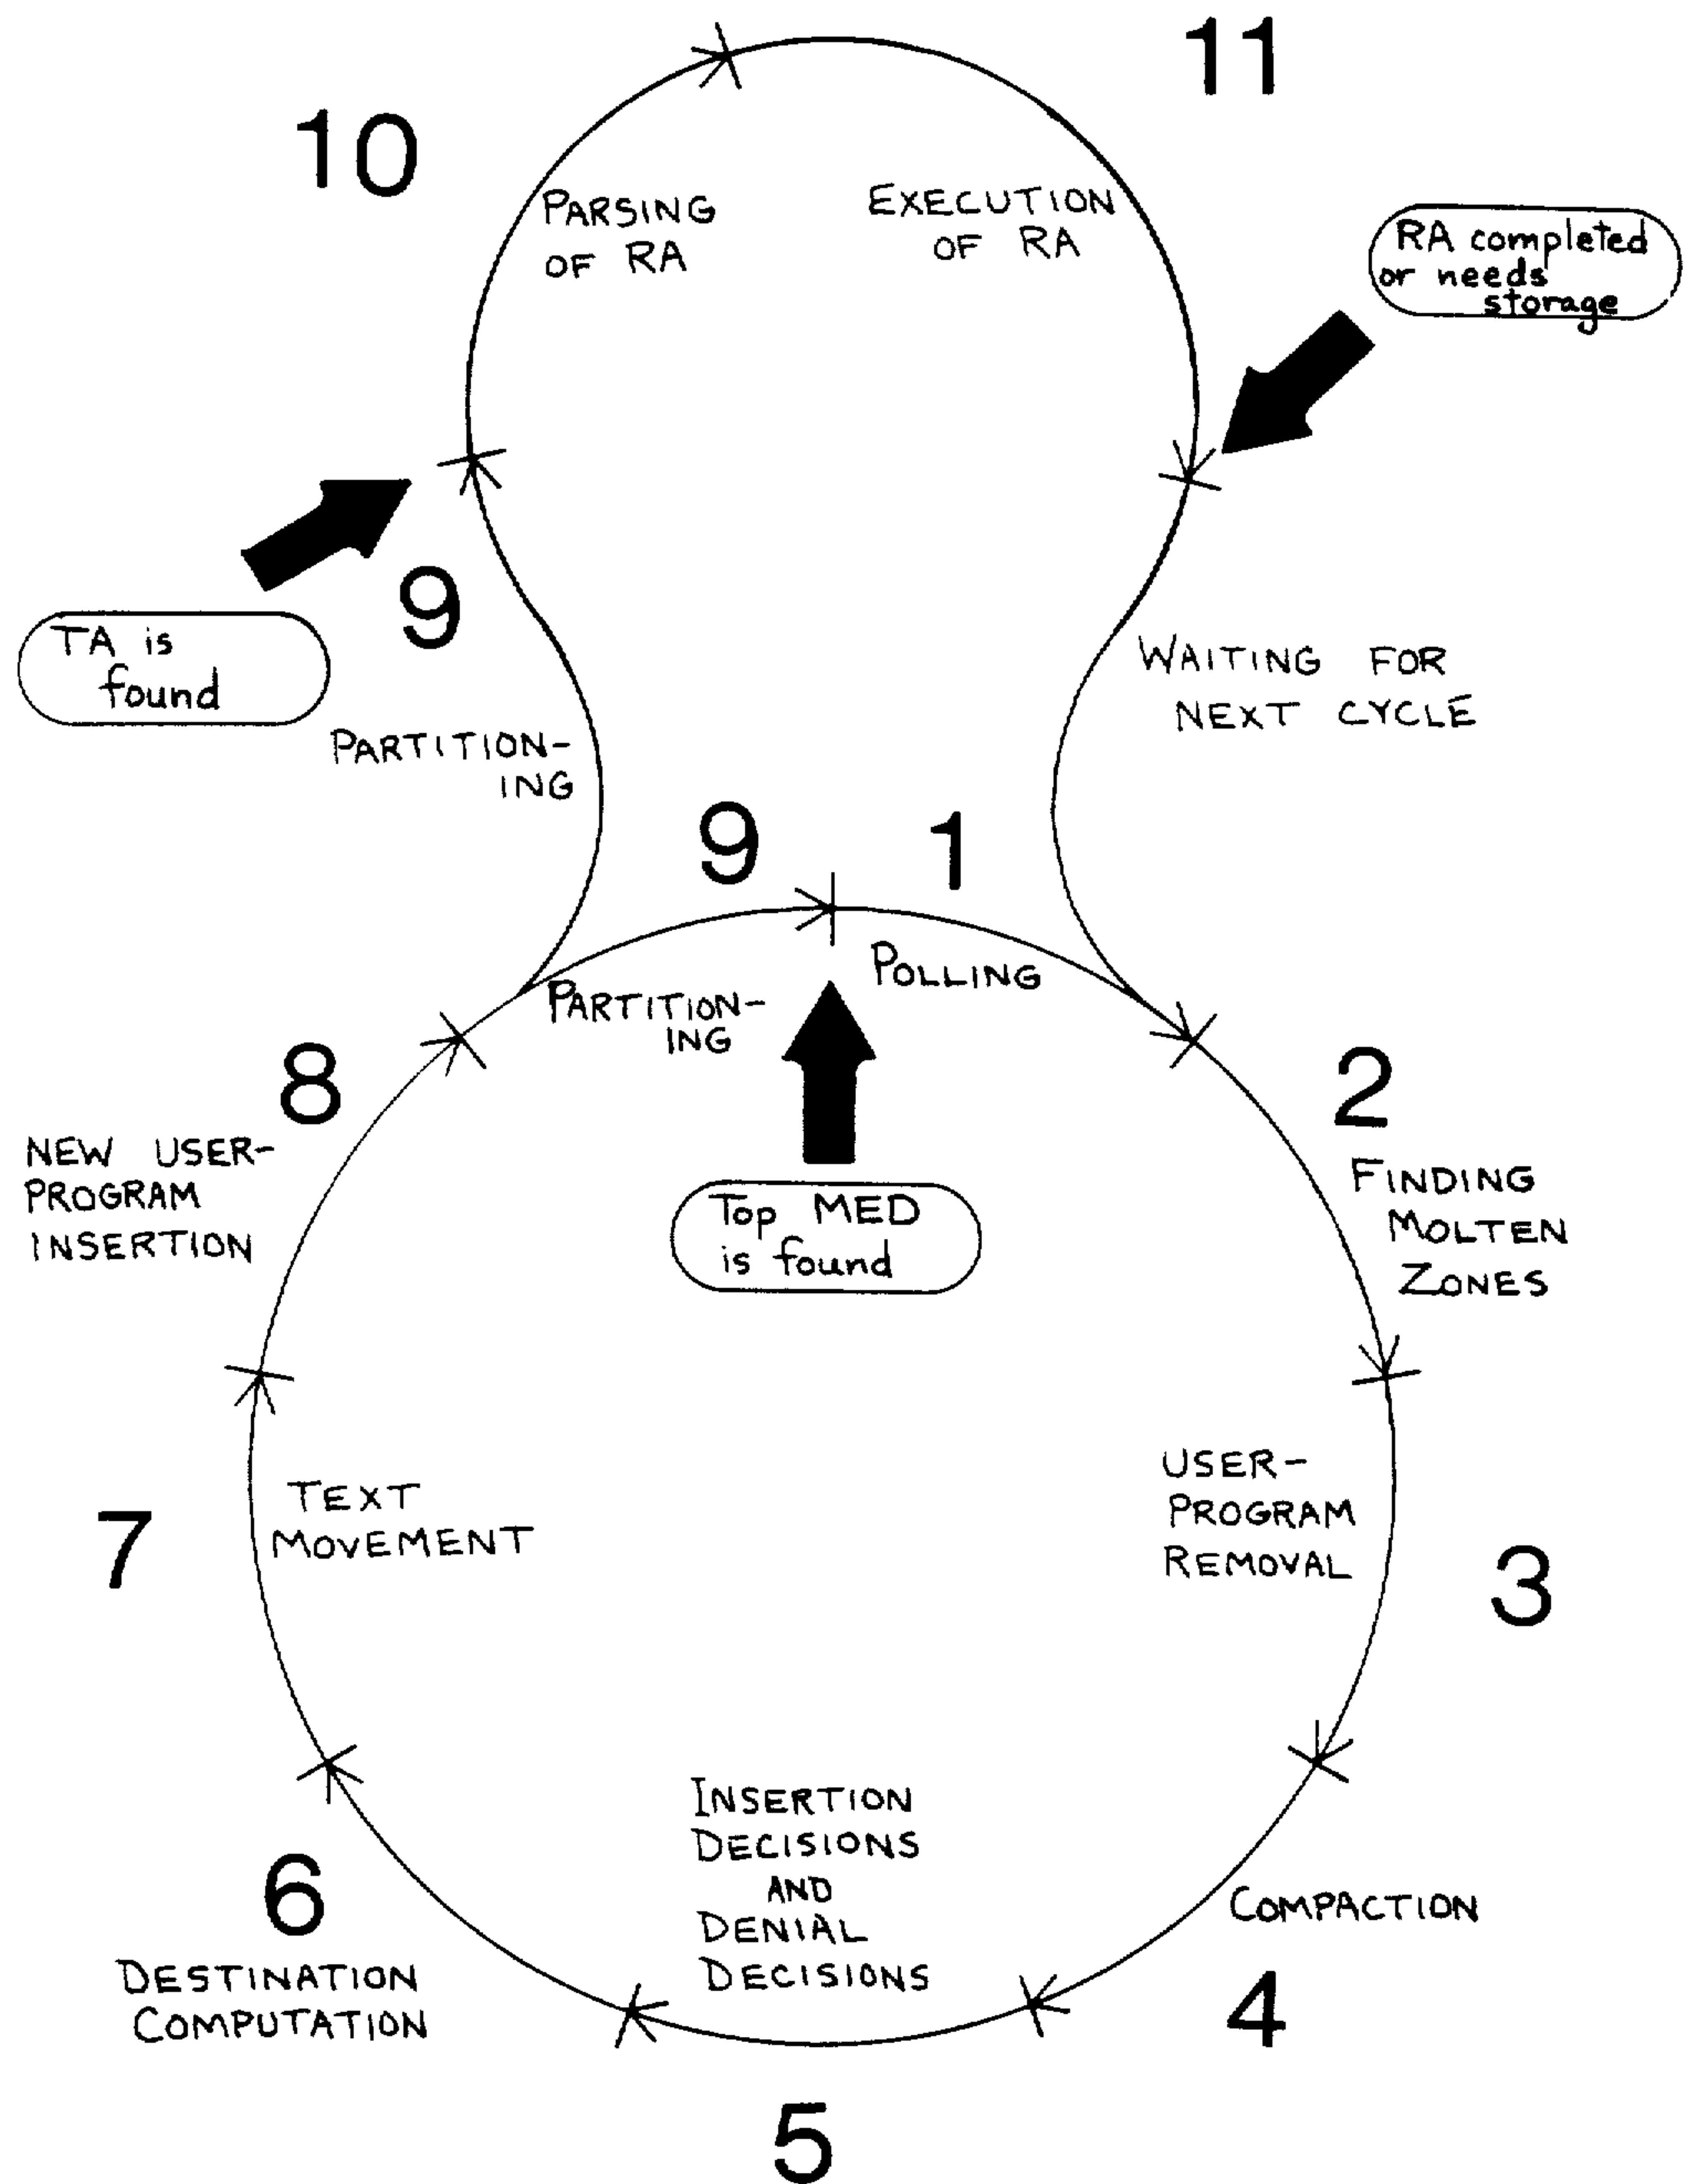 11
10
PARSING
OF RA
EXECUTION
OF RA
RA completed
or needs
storage
9
TA is
found
PARTITION-
ING
WAITING FOR
NEXT CYCLE
9
1
POLLING
PARTITION-
ING
8
NEW USER-
PROGRAM
INSERTION
Top MED
is found
2
FINDING
MOLTEN
ZONES
7
TEXT
MOVEMENT
USER-
PROGRAM
REMOVAL
3
6
DESTINATION
COMPUTATION
INSERTION
DECISIONS
AND
DENIAL
DECISIONS
COMPACTION
4
5